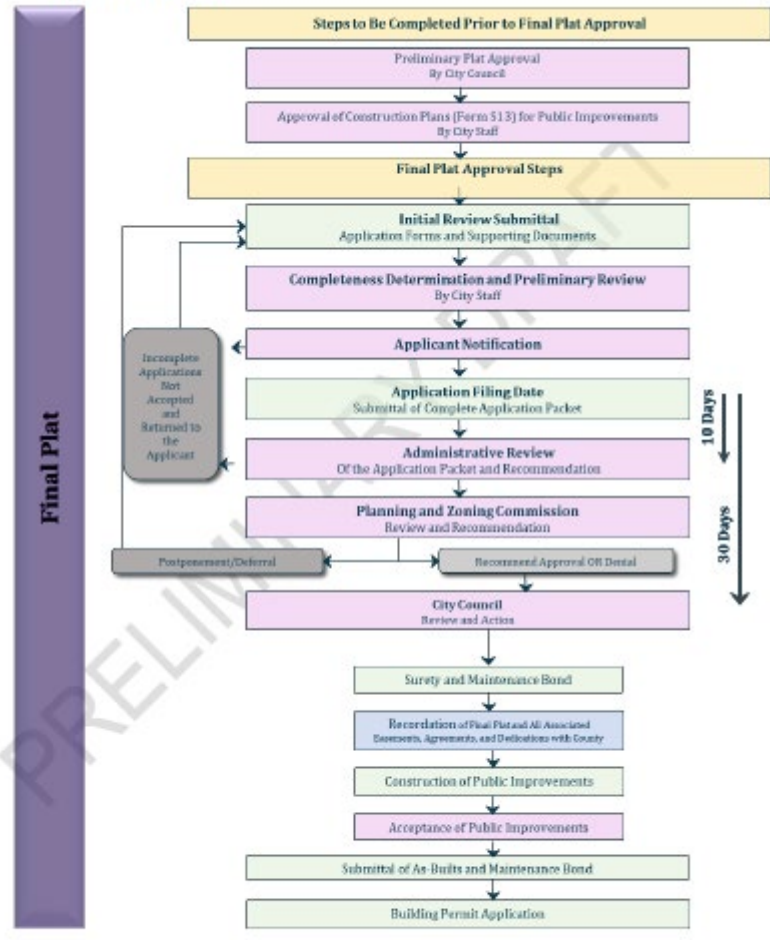 Steps to Be Completed Prior to Final Plat Approval
Preliminary Plat Approval
By City Council
Approval of Construction Plans (Form 513) for Public Improvements
By City Staff
Final Plat Approval Steps
Initial Review Submittal
Application Forms and Supporting Documents
Completeness Determination and Preliminary Review
By City Staff
Applicant Notification
Incomplete
Applications
Not
Accepted
and
Returned to
the
Applicant
Application Filing Date
Submittal of Complete Application Packet
10 Days
Administrative Review
Of the Application Packet and Recommendation
Planning and Zoning Commission
Review and Recommendation
30 Days
Postponement/Deferral
Recommend Approval OR Denial
City Council
Review and Action
Surety and Maintenance Bond
Recordation of Final Plat and All Associated
Easements, Agreements, and Dedications with County
Construction of Public Improvements
Acceptance of Public Improvements
Submittal of As-Builts and Maintenance Bond
Building Permit Application
Final Plat
PRELIMINARY DRAFT